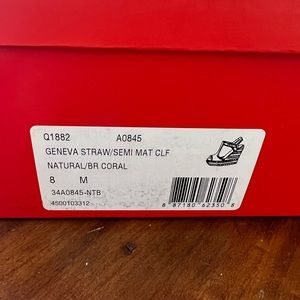 Q1882 A0845
GENEVA STRAW/SEMI MAT CLF
NATURAL/BR CORAL
8 M
34A0845-NTB
4500103312
8 87180 62350 8